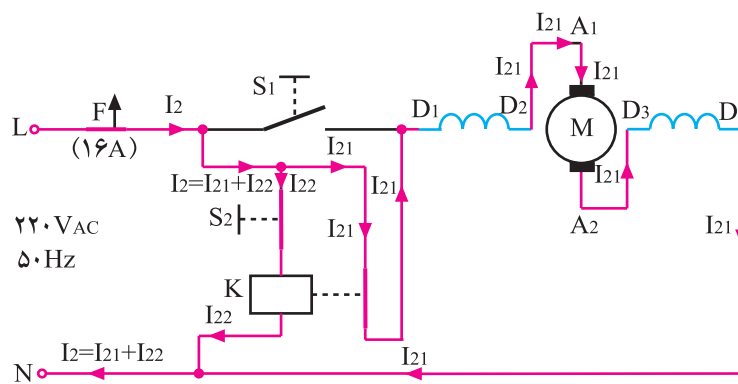 I21 A1
I21 I21
S1
I2
F
L
(۱۶A)
D1 D2 M D3 D
I21
I2=I21+I22 I22 I21 I21
S2
I21
A2
۲۲۰VAC
۵۰Hz
I21
K
I22
I2=I21+I22 I21
N